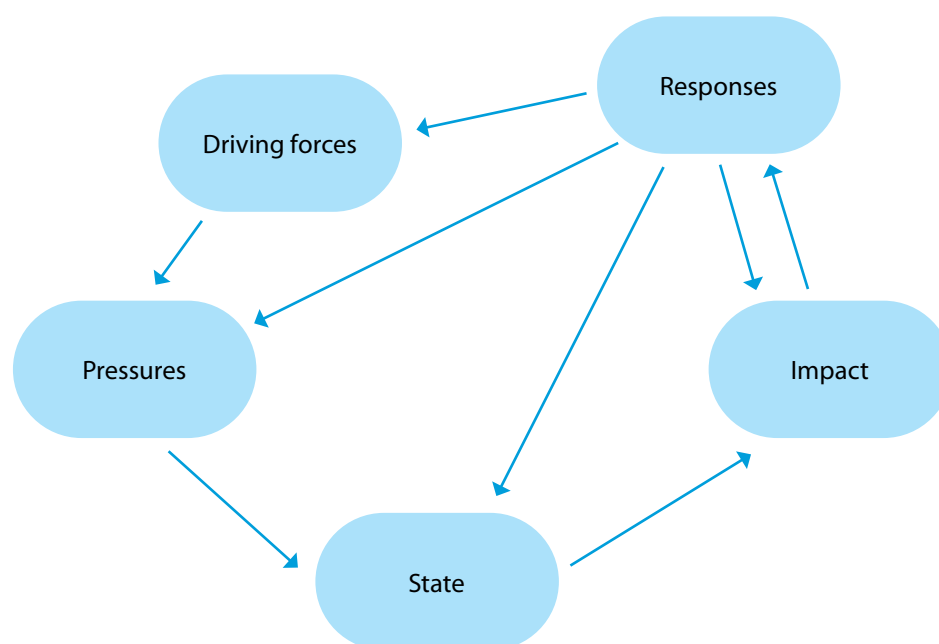 Responses
Driving forces
Pressures
Impact
State